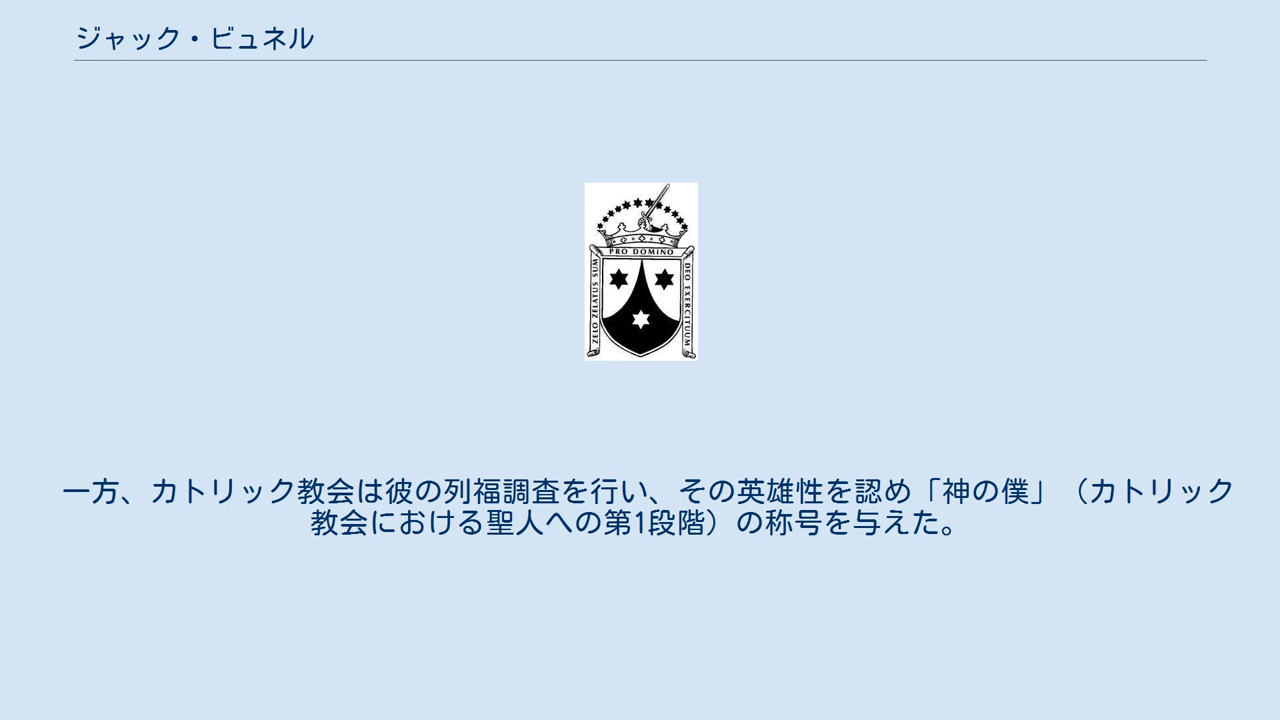 ジャック・ビュネル
PRO DOMINO
ZELO ZELATUS SUM
DEO EXERCITUUM
一方、カトリック教会は彼の列福調査を行い、その英雄性を認め「神の僕」（カトリック
教会における聖人への第1段階）の称号を与えた。